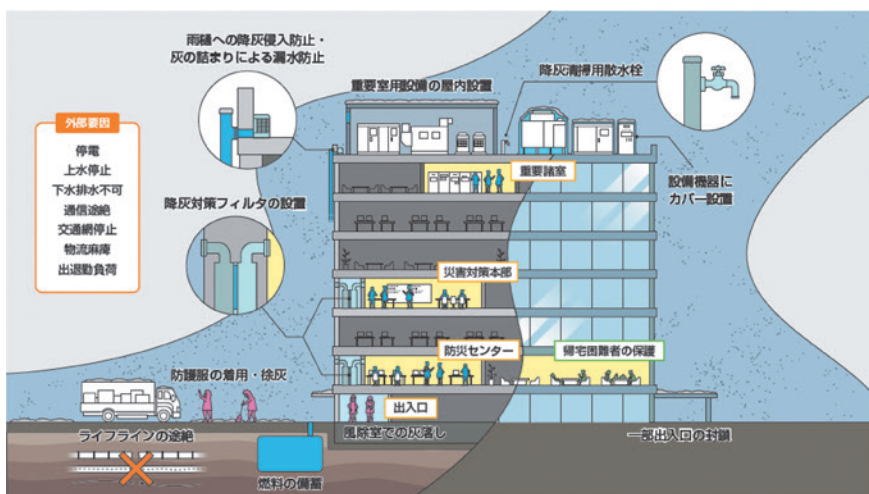 雨樋への降灰侵入防止・
灰の詰まりによる漏水防止
重要室用設備の屋内設置
降灰清掃用散水栓
外部要因
停電
上水停止
下水排水不可
通信途絶
交通網停止
物流麻痺
出退勤負荷
重要諸室
設備機器に
カバー設置
降灰対策フィルタの設置
災害対策本部
防災センター
帰宅困難者の保護
防護服の着用・徐灰
出入口
ライフラインの途絶
風除室での灰落し
一部出入口の封鎖
燃料の備蓄